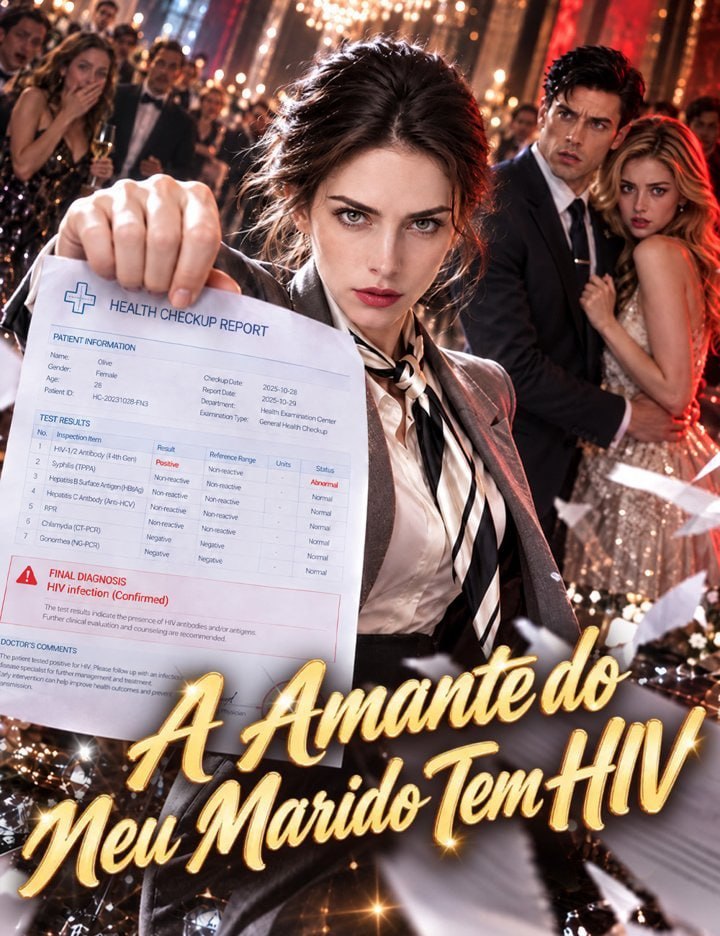 HEALTH CHECKUP REPORT
PATIENT INFORMATION
Name: Olive
Gender: Female
Age: 28
Patient ID: HC-20231028-FN3
Checkup Date: 2025-10-28
Report Date: 2025-10-29
Department: Health Examination Center
Examination Type: General Health Checkup
TEST RESULTS
No. Inspection Item Result Reference Range Units Status
1 HIV-1/2 Antibody (4th Gen) Positive Non-reactive - Abnormal
2 Syphilis (TPPA) Non-reactive Non-reactive - Normal
3 Hepatitis B Surface Antigen (HBsAg) Non-reactive Non-reactive - Normal
4 Hepatitis C Antibody (Anti-HCV) Non-reactive Non-reactive - Normal
5 RPR Non-reactive Non-reactive - Normal
6 Chlamydia (CT-PCR) Negative Negative - Normal
7 Gonorrhea (NG-PCR) Negative Negative - Normal
FINAL DIAGNOSIS
HIV infection (Confirmed)
The test results indicate the presence of HIV antibodies and/or antigens.
Further clinical evaluation and counseling are recommended.
DOCTOR'S COMMENTS
The patient tested positive for HIV. Please follow up with an
disease specialist for further management and treatment.
Early intervention can help improve health outcomes and
A Amante do
Meu Marido Tem HIV